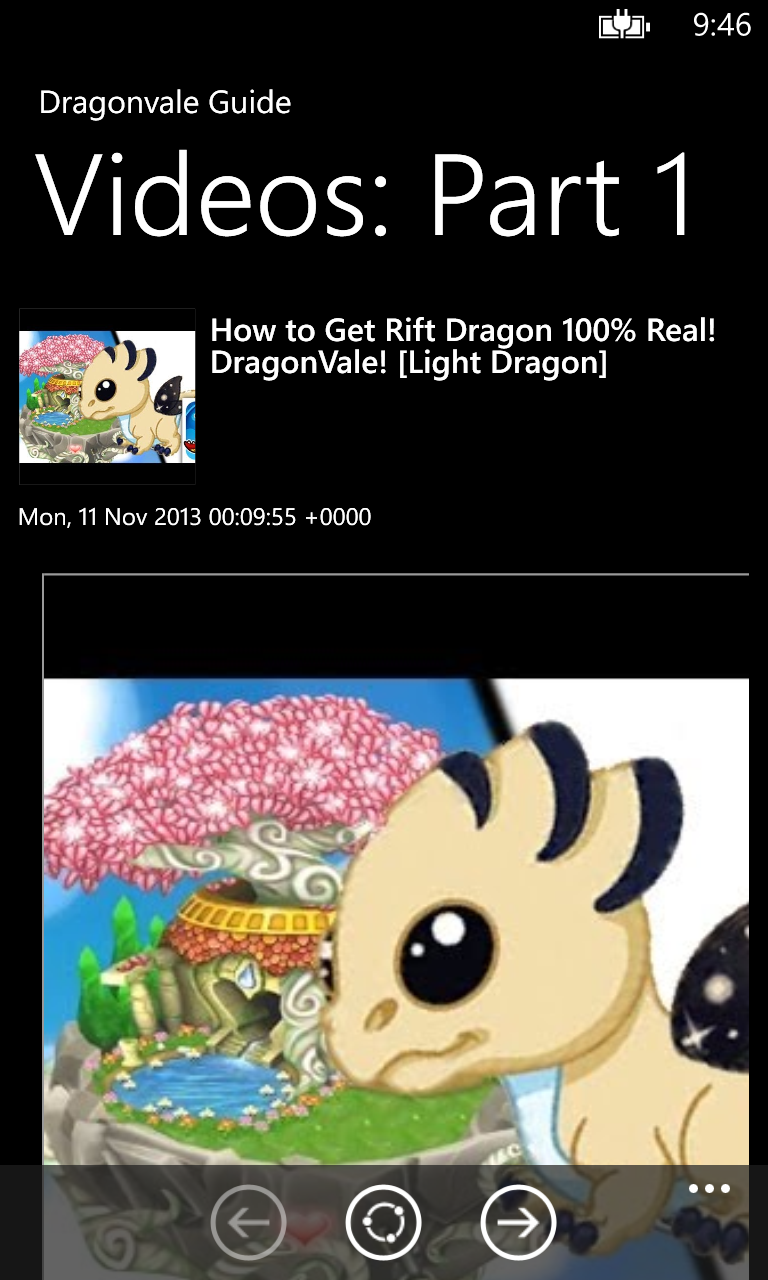 9:46
Dragonvale Guide
Videos: Part 1
How to Get Rift Dragon 100% Real!
DragonVale! [Light Dragon]
Mon, 11 Nov 2013 00:09:55 +0000